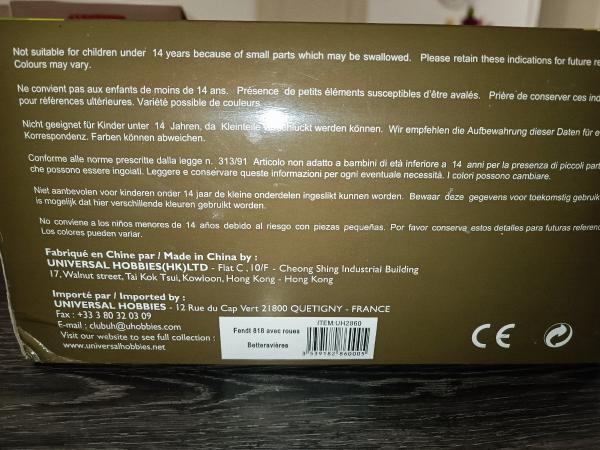 Not suitable for children under 14 years because of small parts which may be swallowed. Please retain these indications for future
Colours may vary.
Ne convient pas aux enfants de moins de 14 ans. Présence de petits éléments susceptibles d'être avalés. Prière de conserver ces
pour références ultérieures. Variété possible de couleurs.
Nicht geeignet für Kinder unter 14 Jahren, da Kleinteile werden können. Wir empfehlen die Aufbewahrung dieser Daten für
Korrespondenz. Farben können abweichen.
Conforme alle norme prescritte dalla legge n. 313/91 Articolo non adatto a bambini di età inferiore a 14 anni per la presenza di piccoli
che possono essere ingoiati. Leggere e conservare queste informazioni per ogni eventuale necessità. I colori possono cambiare.
Niet aanbevolen voor kinderen onder 14 jaar de kleine onderdelen ingeslikt kunnen worden. Bewaar deze gegevens voor toekomstig gebruik
is mogelijk dat hier verschillende kleuren gebruikt worden.
No conviene a los niños menores de 14 años debido al riesgo con piezas pequeñas. Por favor conserva estos detalles para futuras
Los colores pueden variar.
Fabriqué en Chine par / Made in China by :
UNIVERSAL HOBBIES(HK)LTD - Flat C , 10/F - Cheong Shing Industrial Building
17, Walnut street, Tai Kok Tsui, Kowloon, Hong Kong - Hong Kong
Importé par / Imported by :
UNIVERSAL HOBBIES - 12 Rue du Cap Vert 21800 QUETIGNY - FRANCE
Fax : +33 3 80 32 03 09
E-mail : clubuh@uhobbies.com
Visit our website to see full collection :
www.universalhobbies.net
Fendt 818 avec roues
Betteravières
ITEM:UH2860
3 539182 860005
CE